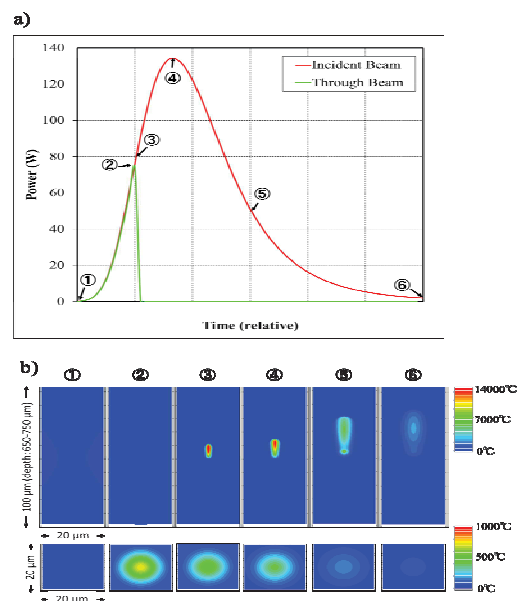 a)
140
120
100
80
60
40
20
0
Power (W)
Incident Beam
Through Beam
①
②
③
④
⑤
⑥
Time (relative)
b)
① ② ③ ④ ⑤ ⑥
100 μm (depth: 650-750 μm)
14000℃
7000℃
0℃
20 μm
20 μm
1000℃
500℃
0℃
20 μm